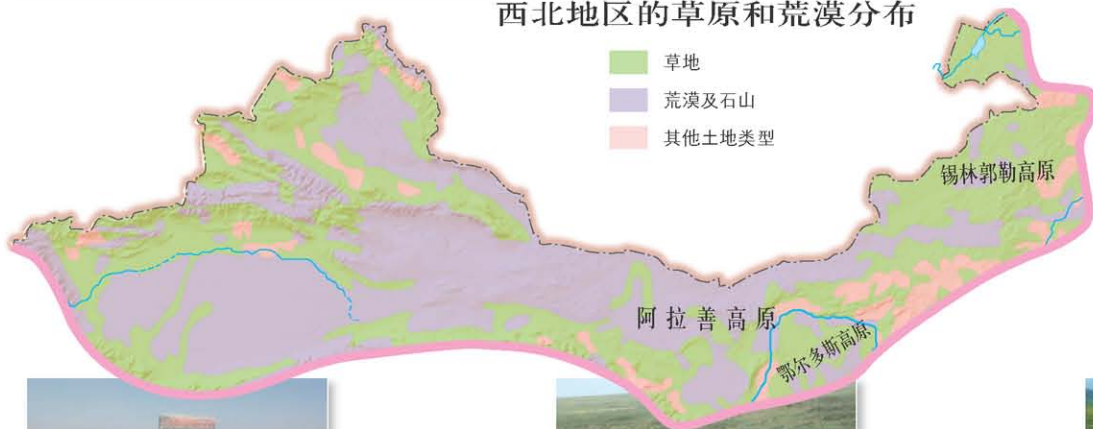 西北地区的草原和荒漠分布
草地
荒漠及石山
其他土地类型
锡林郭勒高原
阿拉善高原
鄂尔多斯高原